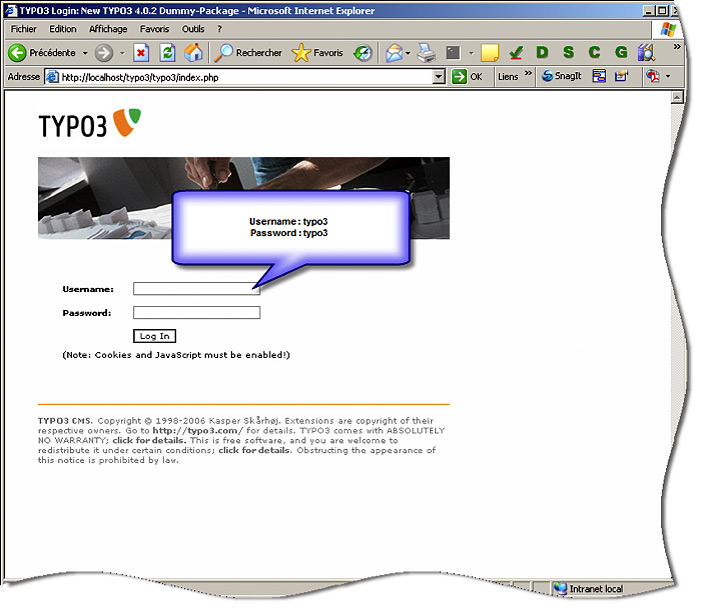 TYPO3 Login: New TYPO3 4.0.2 Dummy-Package - Microsoft Internet Explorer
Fichier Edition Affichage Favoris Outils ?
Précédente Rechercher Favoris D S C G »
Adresse http://localhost/typo3/typo3/index.php OK Liens » SnagIt
TYPO3
Username: typo3
Password: typo3
Username:
Password:
Log In
(Note: Cookies and JavaScript must be enabled!)
TYPO3 CMS. Copyright © 1998-2006 Kasper Skårhøj. Extensions are copyright of their
respective owners. Go to http://typo3.com/ for details. TYPO3 comes with ABSOLUTELY
NO WARRANTY; click for details. This is free software, and you are welcome to
redistribute it under certain conditions; click for details. Obstructing the appearance of
this notice is prohibited by law.
Intranet local